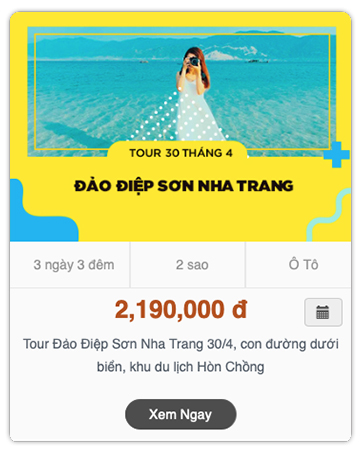 TOUR 30 THÁNG 4
ĐẢO ĐIỆP SƠN NHA TRANG
3 ngày 3 đêm
2 sao
Ô Tô
2,190,000 đ
Tour Đảo Điệp Sơn Nha Trang 30/4, con đường dưới
biển, khu du lịch Hòn Chồng
Xem Ngay